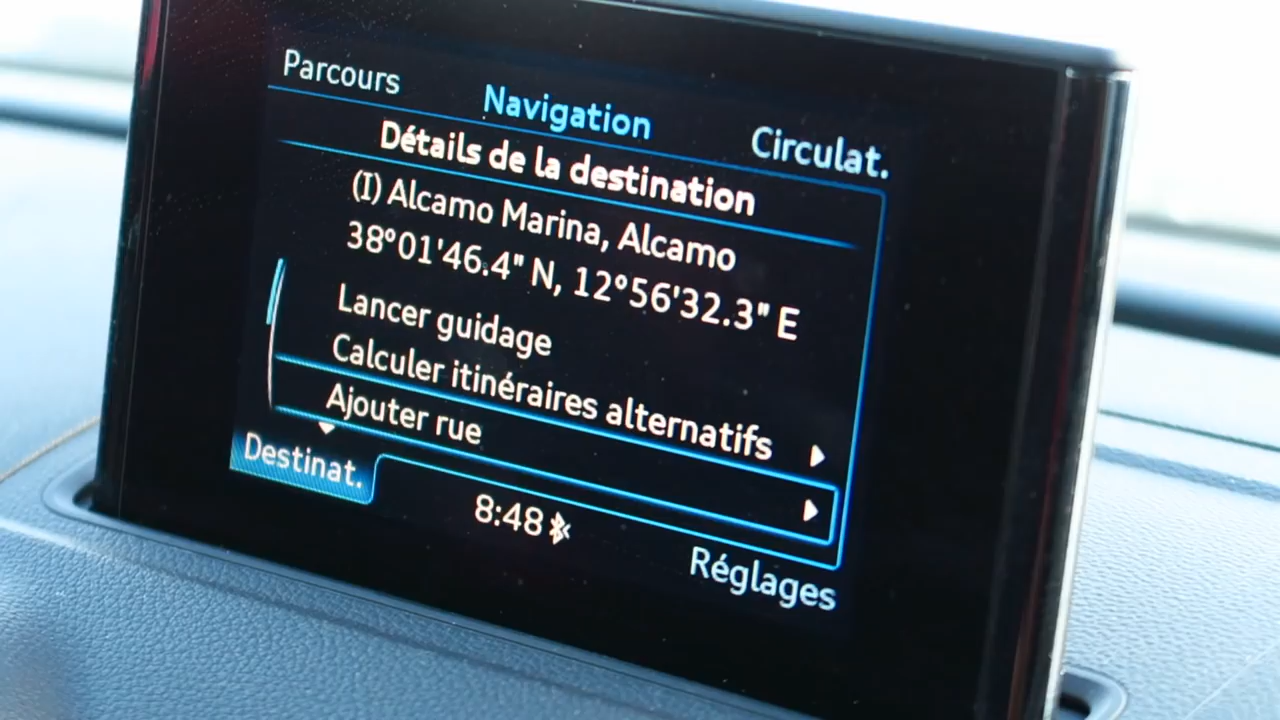 Parcours
Navigation
Circulat.
Détails de la destination
(I) Alcamo Marina, Alcamo
38°01'46.4" N, 12°56'32.3" E
Lancer guidage
Calculer itinéraires alternatifs
Ajouter rue
Destinat.
8:48
Réglages